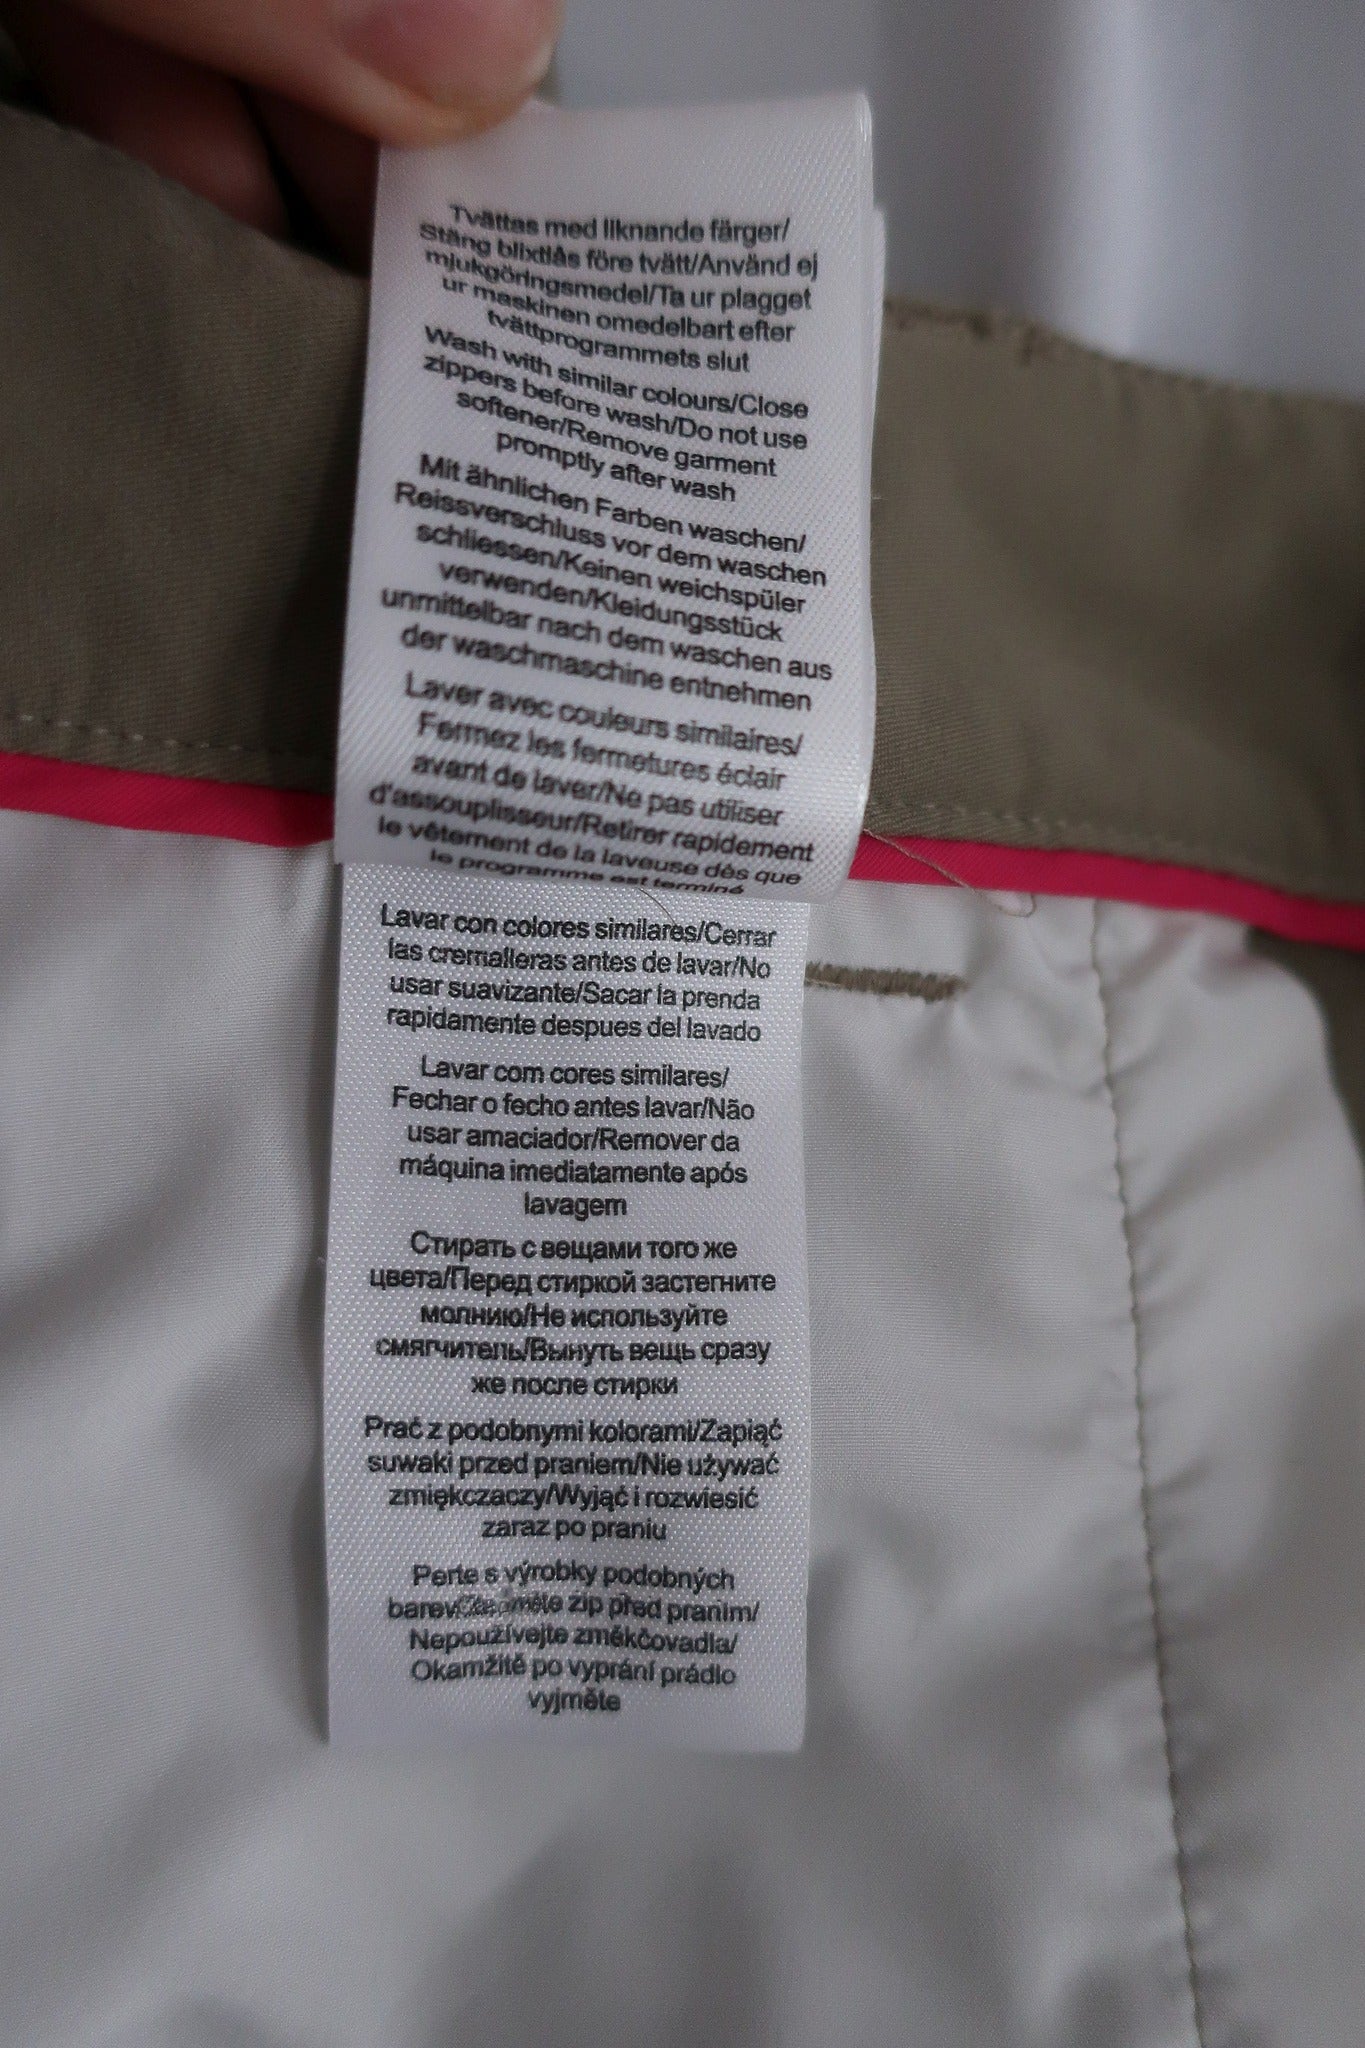 Tvättas med liknande färger/
Stäng blixtlås före tvätt/Använd ej
mjukgöringsmedel/Ta ur plagget
ur maskinen omedelbart efter
tvättprogrammets slut
Wash with similar colours/Close
zippers before wash/Do not use
softener/Remove garment
promptly after wash
Mit ähnlichen Farben waschen/
Reissverschluss vor dem waschen
schliessen/Keinen weichspüler
verwenden/Kleidungsstück
unmittelbar nach dem waschen aus
der waschmaschine entnehmen
Laver avec couleurs similaires/
Fermez les fermetures éclair
avant de laver/Ne pas utiliser
d'assouplisseur/Retirer rapidement
le vêtement de la laveuse dès que
le programme est terminé
Lavar con colores similares/Cerrar
las cremalleras antes de lavar/No
usar suavizante/Sacar la prenda
rapidamente despues del lavado
Lavar com cores similares/
Fechar o fecho antes lavar/Não
usar amaciador/Remover da
máquina imediatamente após
lavagem
Стирать с вещами того же
цвета/Перед стиркой застегните
молнию/Не используйте
смягчитель/Вынуть вещь сразу
же после стирки
Prać z podobnymi kolorami/Zapiąć
suwaki przed praniem/Nie używać
zmiękczaczy/Wyjąć i rozwiesić
zaraz po praniu
Perte s výrobky podobných
zip před praním/
Nepoužívejte změkčovadla/
Okamžitě po vyprání prádlo
vyjměte